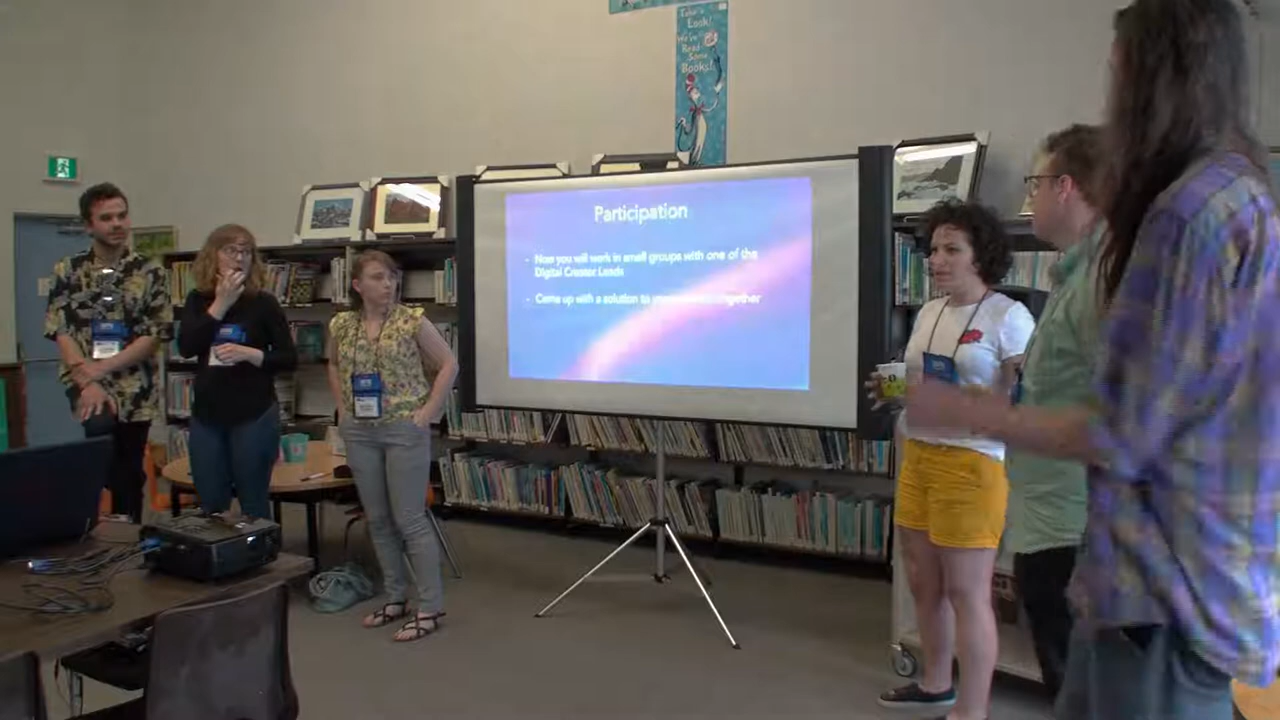 Take a
Look!
We've
Read
Some
Books!
Participation
- Now you will work in small groups with one of the
Digital Creator Leads
- Come up with a solution to together